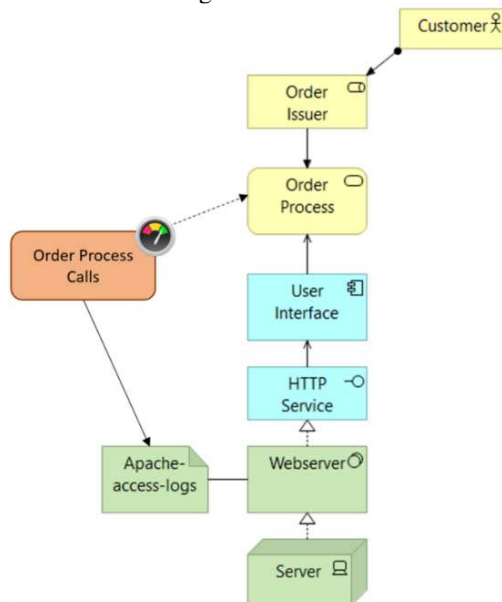 Customer
Order
Issuer
Order
Process
Order Process
Calls
User
Interface
HTTP
Service
Apache-
access-logs
Webserver
Server